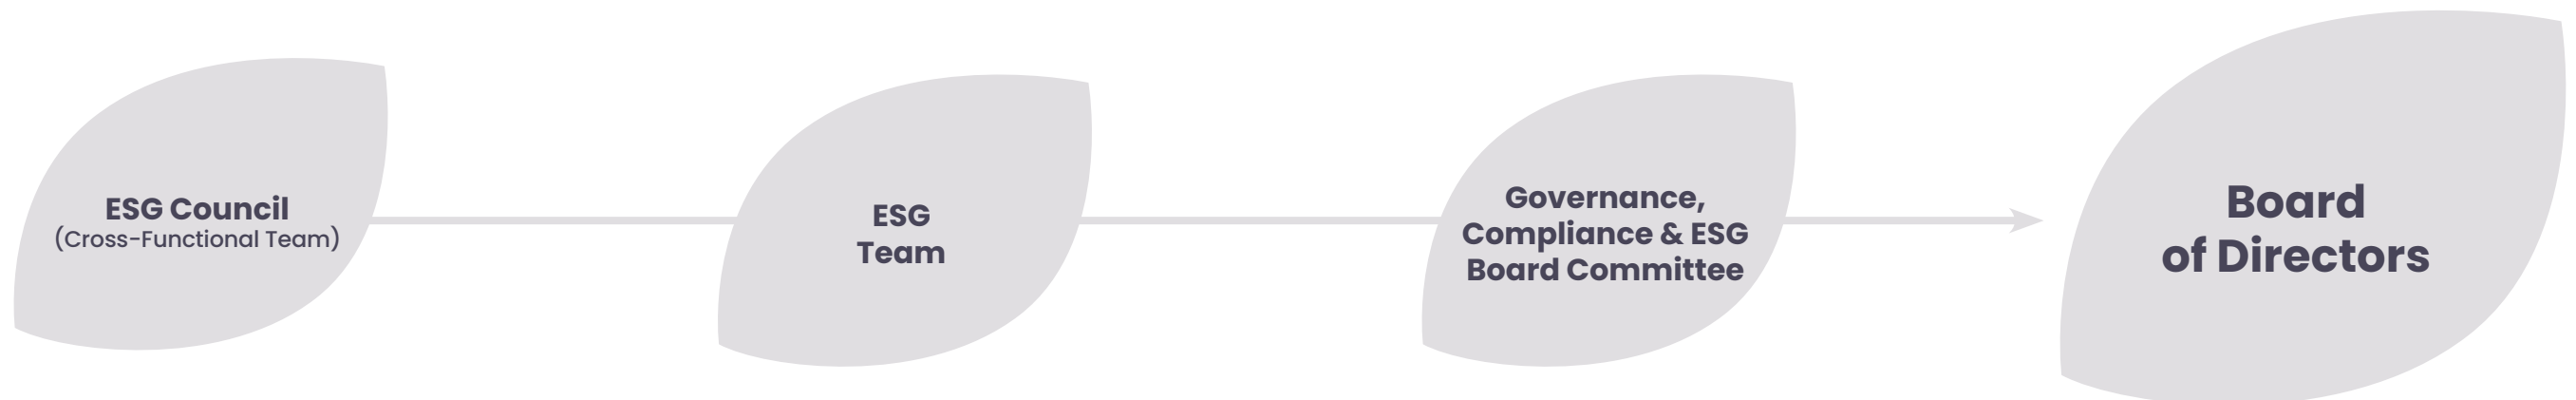 ESG Council
(Cross-Functional Team)
ESG
Team
Governance,
Compliance & ESG
Board Committee
Board
of Directors